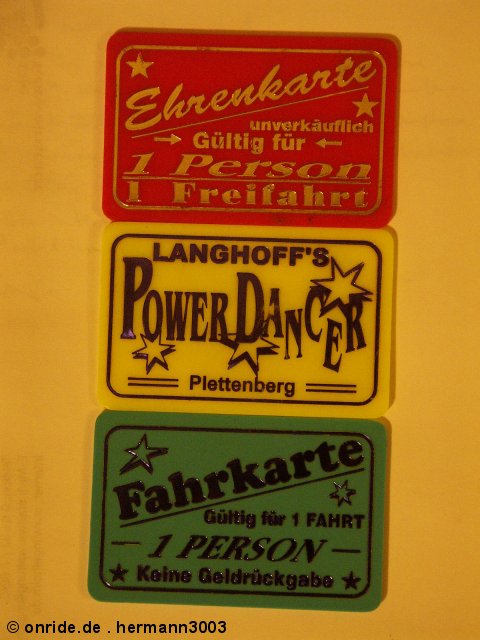 Ehrenkarte
unverkäuflich
Gültig für
1 Person
1 Freifahrt
LANGHOFF'S
POWER DANCER
Plettenberg
Fahrkarte
Gültig für 1 FAHRT
1 PERSON
Keine Geldrückgabe
© onride.de . hermann3003